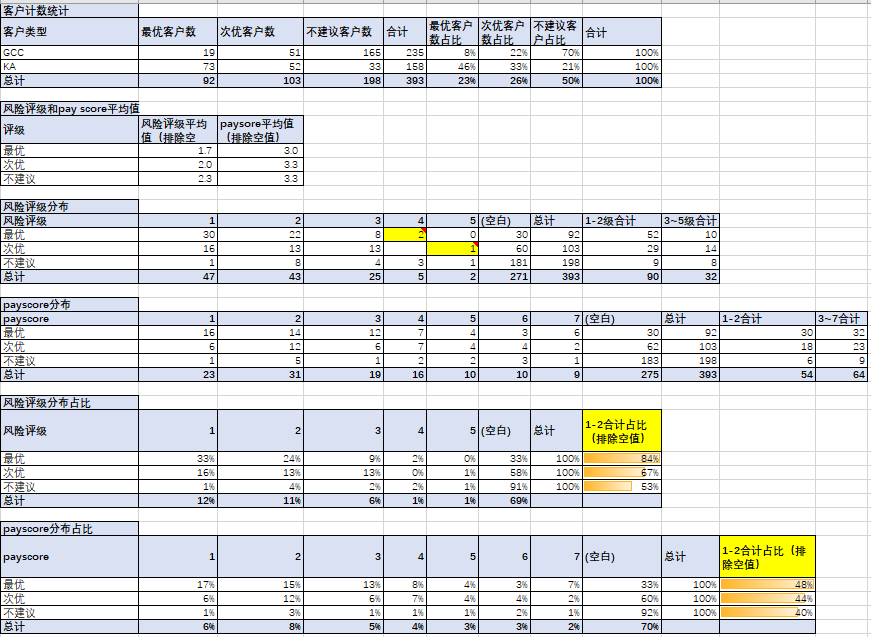 客户计数统计
客户类型 最优客户数 次优客户数 不建议客户数 合计 最优客户数占比 次优客户数占比 不建议客户占比 合计
GCC 19 51 165 235 8% 22% 70% 100%
KA 73 52 33 158 46% 33% 21% 100%
总计 92 103 198 393 23% 26% 50% 100%
风险评级和pay score平均值
评级 风险评级平均值（排除空 paysore平均值（排除空值）
最优 1.7 3.0
次优 2.0 3.3
不建议 2.3 3.3
风险评级分布
风险评级 1 2 3 4 5 (空白) 总计 1-2级合计 3~5级合计
最优 30 22 8 2 0 30 92 52 10
次优 16 13 13 1 60 103 29 14
不建议 1 8 4 3 1 181 198 9 8
总计 47 43 25 5 2 271 393 90 32
payscore分布
payscore 1 2 3 4 5 6 7 (空白) 总计 1-2合计 3~7合计
最优 16 14 12 7 4 3 6 30 92 30 32
次优 6 12 6 7 4 4 2 62 103 18 23
不建议 1 5 1 2 2 3 1 183 198 6 9
总计 23 31 19 16 10 10 9 275 393 54 64
风险评级分布占比
风险评级 1 2 3 4 5 (空白) 总计 1-2合计占比（排除空值）
最优 33% 24% 9% 2% 0% 33% 100% 84%
次优 16% 13% 13% 0% 1% 58% 100% 67%
不建议 1% 4% 2% 2% 1% 91% 100% 53%
总计 12% 11% 6% 1% 1% 69%
payscore分布占比
payscore 1 2 3 4 5 6 7 (空白) 总计 1-2合计占比（排除空值）
最优 17% 15% 13% 8% 4% 3% 7% 33% 100% 48%
次优 6% 12% 6% 7% 4% 4% 2% 60% 100% 44%
不建议 1% 3% 1% 1% 1% 2% 1% 92% 100% 40%
总计 6% 8% 5% 4% 3% 3% 2% 70%